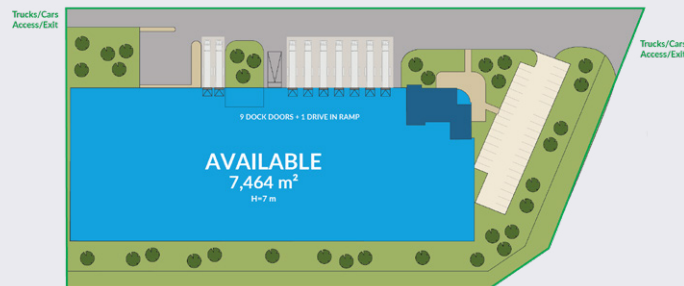 Trucks/Cars
Access/Exit
Trucks/Cars
Access/Exit
9 DOCK DOORS + 1 DRIVE IN RAMP
AVAILABLE
7,464 m²
H=7 m